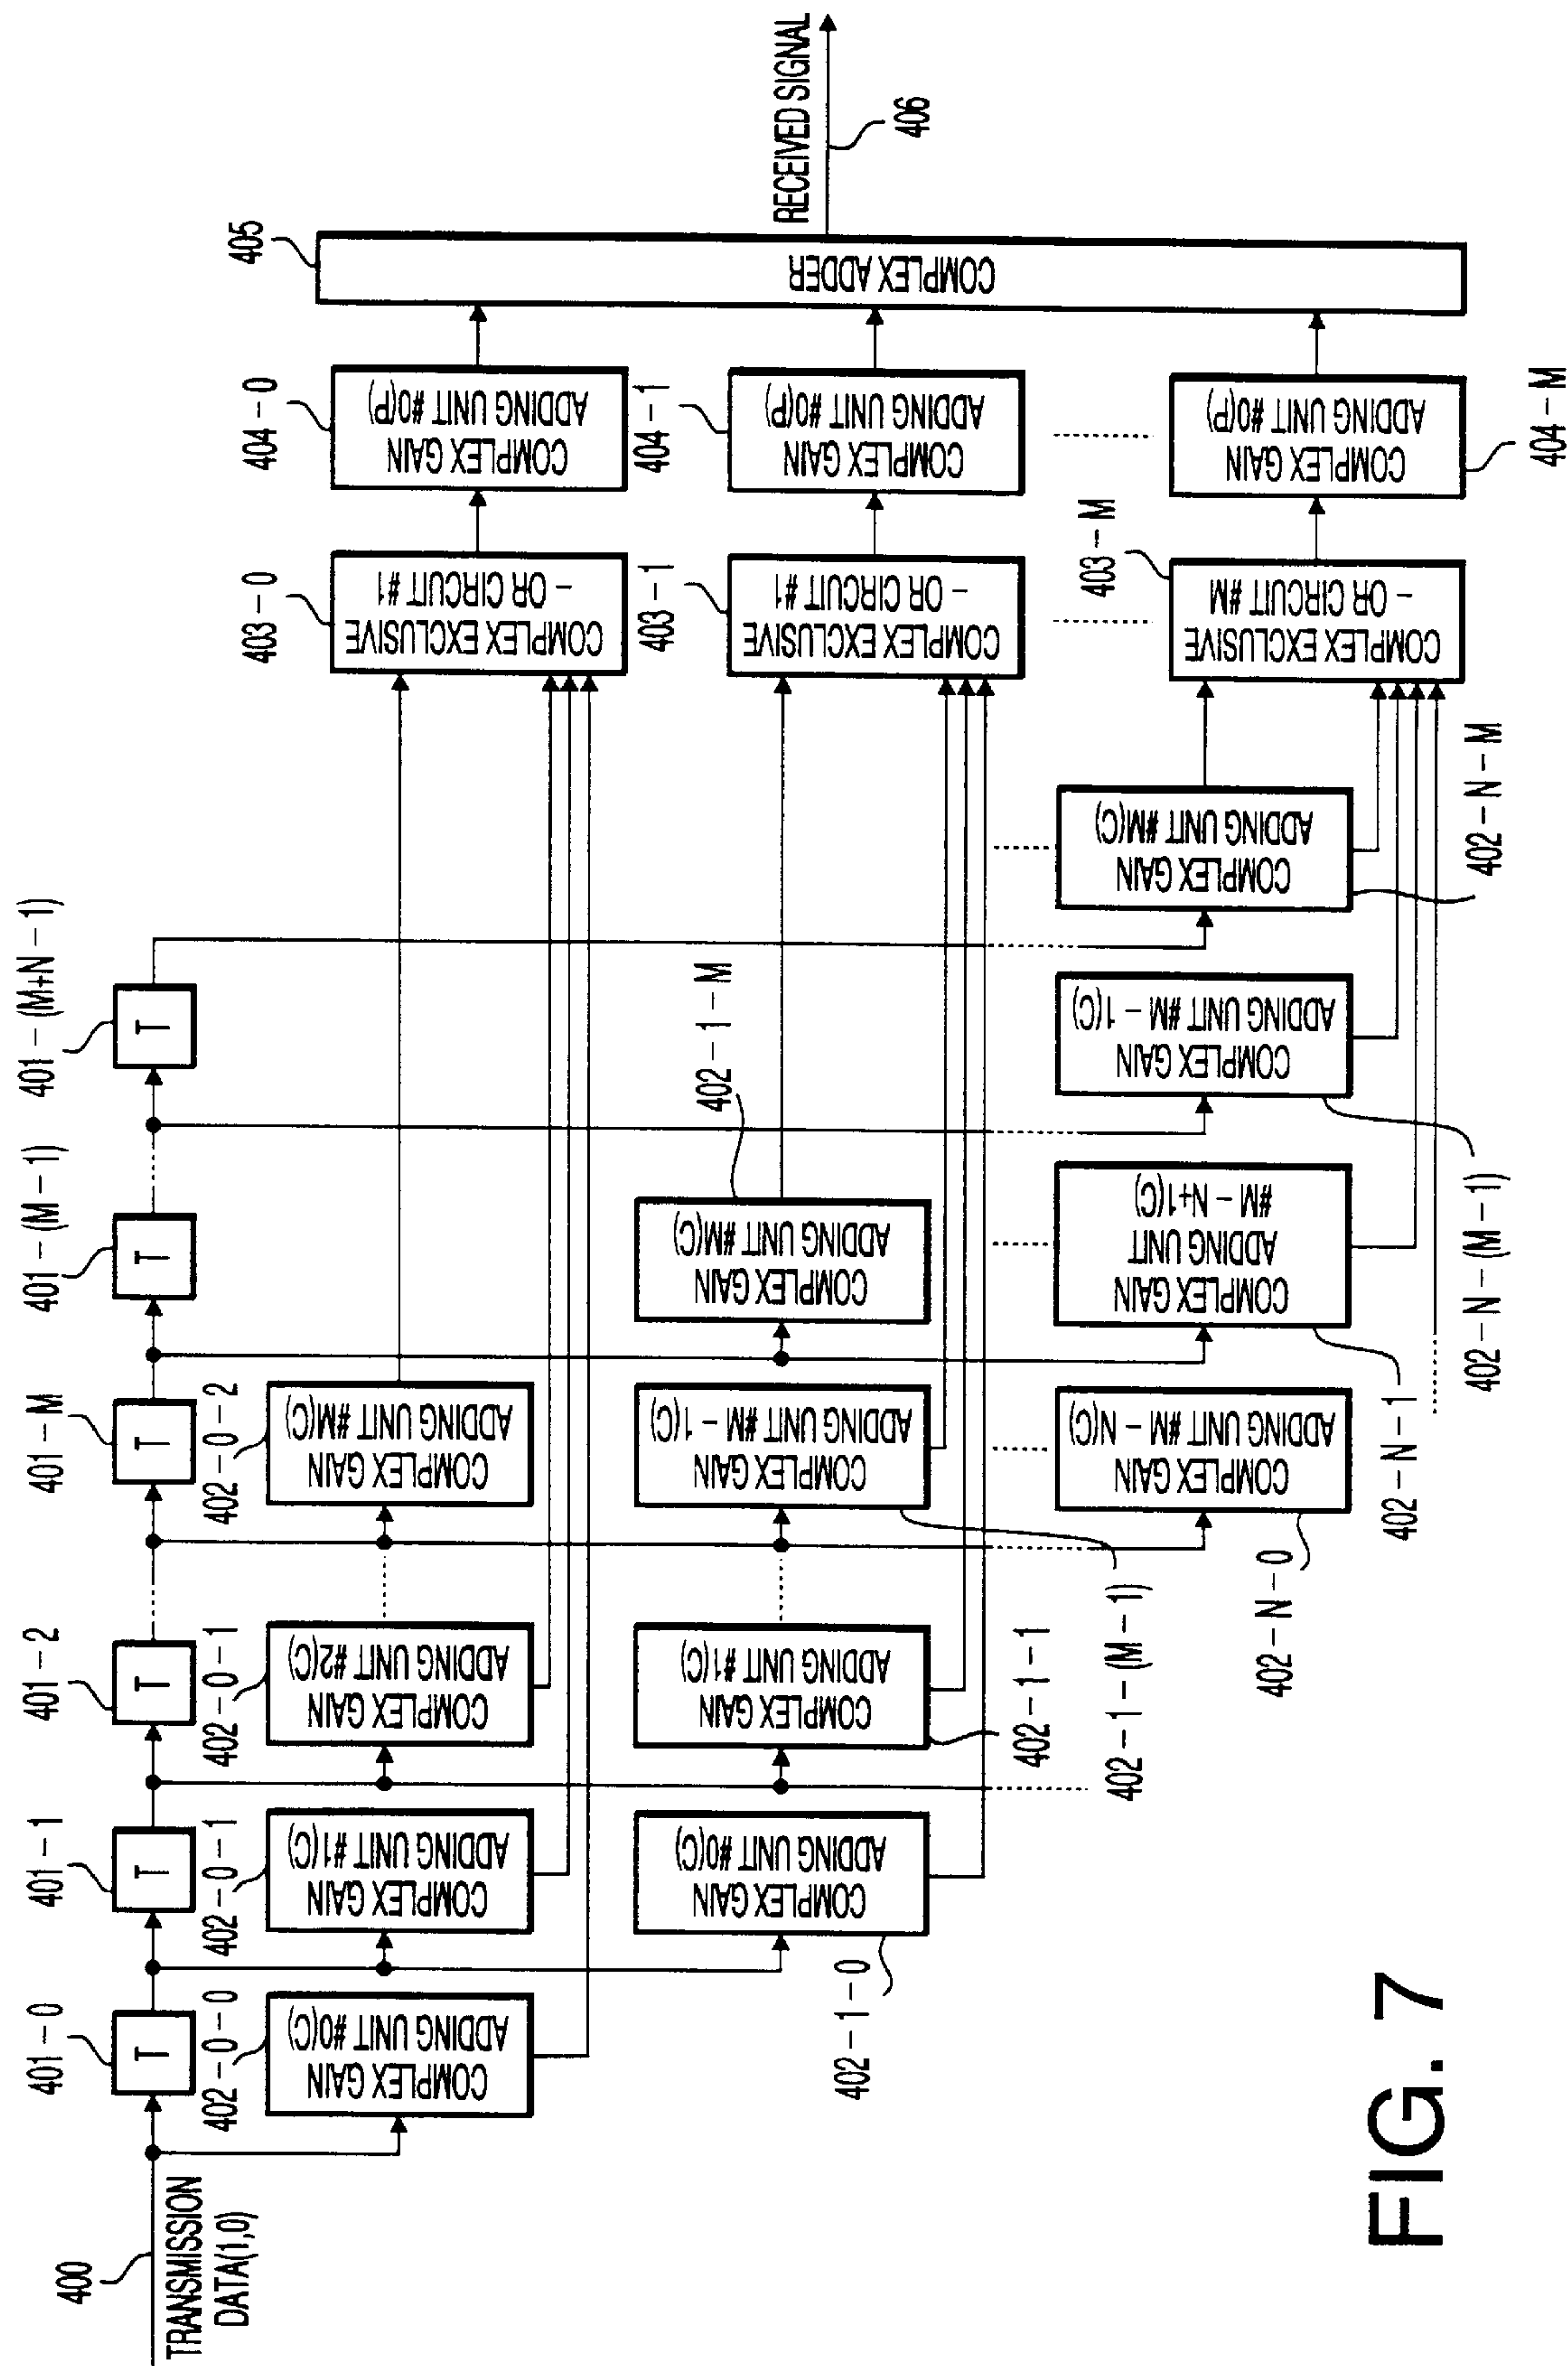 400
TRANSMISSION
DATA(1,0)
401-0
T
401-1
T
401-2
T
401-M
T
401-(M-1)
T
401-(M+N-1)
T
402-0-0
COMPLEX GAIN
ADDING UNIT #0(C)
402-0-1
COMPLEX GAIN
ADDING UNIT #1(C)
402-0-1
COMPLEX GAIN
ADDING UNIT #2(C)
402-0-2
COMPLEX GAIN
ADDING UNIT #M(C)
403-0
COMPLEX EXCLUSIVE
- OR CIRCUIT #1
404-0
COMPLEX GAIN
ADDING UNIT #0(P)
402-1-0
COMPLEX GAIN
ADDING UNIT #0(C)
402-1-1
COMPLEX GAIN
ADDING UNIT #1(C)
402-1-(M-1)
COMPLEX GAIN
ADDING UNIT #M-1(C)
402-1-M
COMPLEX GAIN
ADDING UNIT #M(C)
403-1
COMPLEX EXCLUSIVE
- OR CIRCUIT #1
404-1
COMPLEX GAIN
ADDING UNIT #0(P)
402-N-0
COMPLEX GAIN
ADDING UNIT #M-N(C)
402-N-1
COMPLEX GAIN
ADDING UNIT
#M-N+1(C)
402-N-(M-1)
COMPLEX GAIN
ADDING UNIT #M-1(C)
402-N-M
COMPLEX GAIN
ADDING UNIT #M(C)
403-M
COMPLEX EXCLUSIVE
- OR CIRCUIT #M
404-M
COMPLEX GAIN
ADDING UNIT #0(P)
405
COMPLEX ADDER
RECEIVED SIGNAL
406
FIG. 7